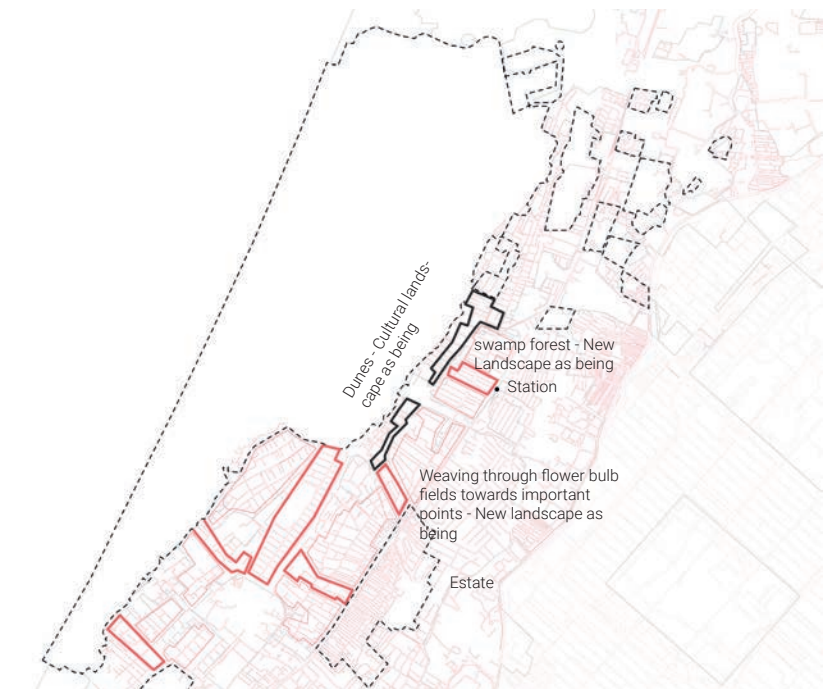 Dunes - Cultural lands-
cape as being
swamp forest - New
Landscape as being
Station
Weaving through flower bulb
fields towards important
points - New landscape as
being
Estate